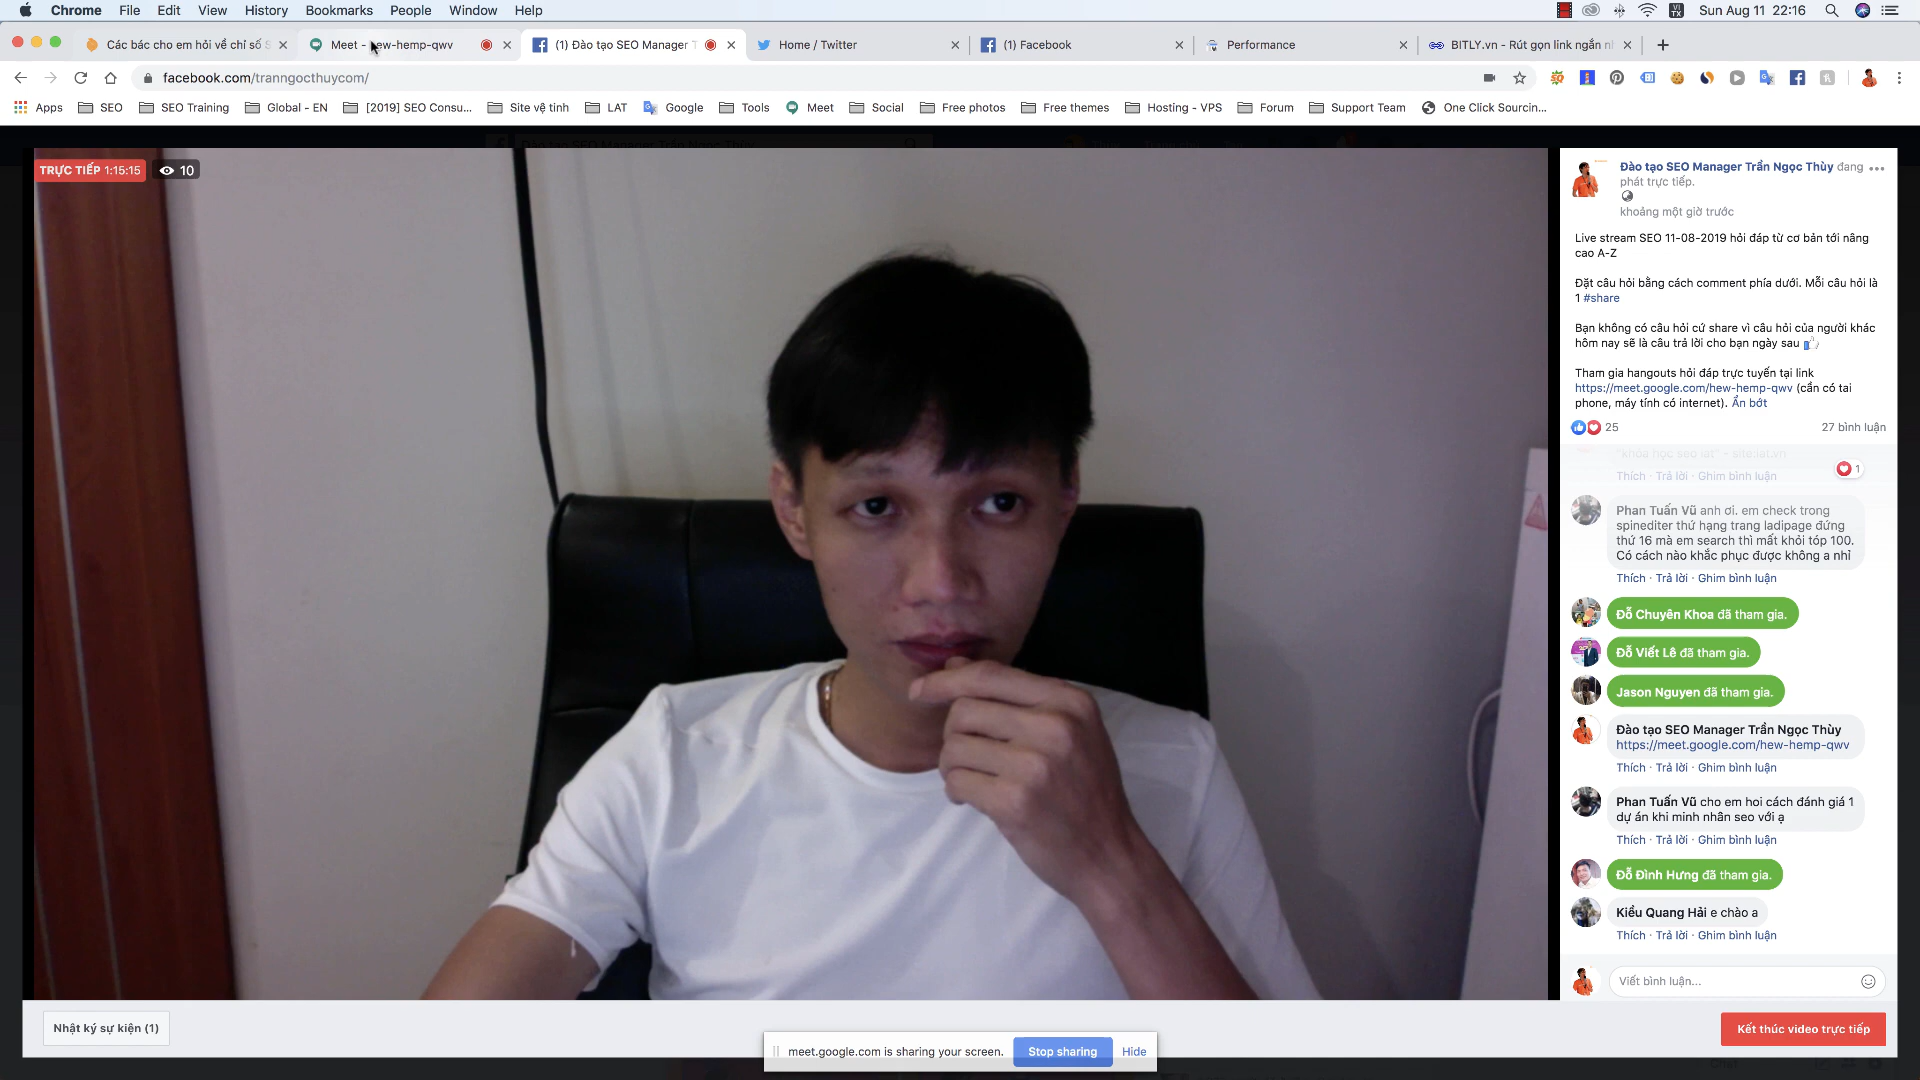 Chrome File Edit View History Bookmarks People Window Help
VI TX Sun Aug 11 22:16
Các bác cho em hỏi về chỉ số S
Meet - hew-hemp-qwv
(1) Đào tạo SEO Manager T
Home / Twitter
(1) Facebook
Performance
BITLY.vn - Rút gọn link ngắn n
facebook.com/tranngocthuycom/
Apps SEO SEO Training Global - EN [2019] SEO Consu... Site vệ tinh LAT Google Tools Meet Social Free photos Free themes Hosting - VPS Forum Support Team One Click Sourcin...
TRỰC TIẾP 1:15:15 10
Đào tạo SEO Manager Trần Ngọc Thùy đang
phát trực tiếp.
khoảng một giờ trước
Live stream SEO 11-08-2019 hỏi đáp từ cơ bản tới nâng
cao A-Z
Đặt câu hỏi bằng cách comment phía dưới. Mỗi câu hỏi là
1 #share
Bạn không có câu hỏi cứ share vì câu hỏi của người khác
hôm nay sẽ là câu trả lời cho bạn ngày sau
Tham gia hangouts hỏi đáp trực tuyến tại link
https://meet.google.com/hew-hemp-qwv (cần có tai
phone, máy tính có internet). Ẩn bớt
25 27 bình luận
"khóa học seo lat" - site:lat.vn
Thích · Trả lời · Ghim bình luận 1
Phan Tuấn Vũ anh ơi. em check trong
spinediter thứ hạng trang ladipage đứng
thứ 16 mà em search thì mất khỏi tóp 100.
Có cách nào khắc phục được không a nhỉ
Thích · Trả lời · Ghim bình luận
Đỗ Chuyên Khoa đã tham gia.
Đỗ Viết Lê đã tham gia.
Jason Nguyen đã tham gia.
Đào tạo SEO Manager Trần Ngọc Thùy
https://meet.google.com/hew-hemp-qwv
Thích · Trả lời · Ghim bình luận
Phan Tuấn Vũ cho em hoi cách đánh giá 1
dự án khi minh nhân seo với ạ
Thích · Trả lời · Ghim bình luận
Đỗ Đình Hưng đã tham gia.
Kiều Quang Hải e chào a
Thích · Trả lời · Ghim bình luận
Viết bình luận...
Nhật ký sự kiện (1)
Kết thúc video trực tiếp
meet.google.com is sharing your screen. Stop sharing Hide